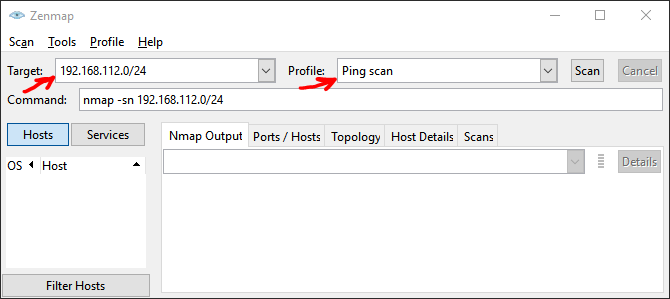 Zenmap
Scan Tools Profile Help
Target: 192.168.112.0/24 Profile: Ping scan Scan Cancel
Command: nmap -sn 192.168.112.0/24
Hosts Services Nmap Output Ports / Hosts Topology Host Details Scans
OS Host Details
Filter Hosts